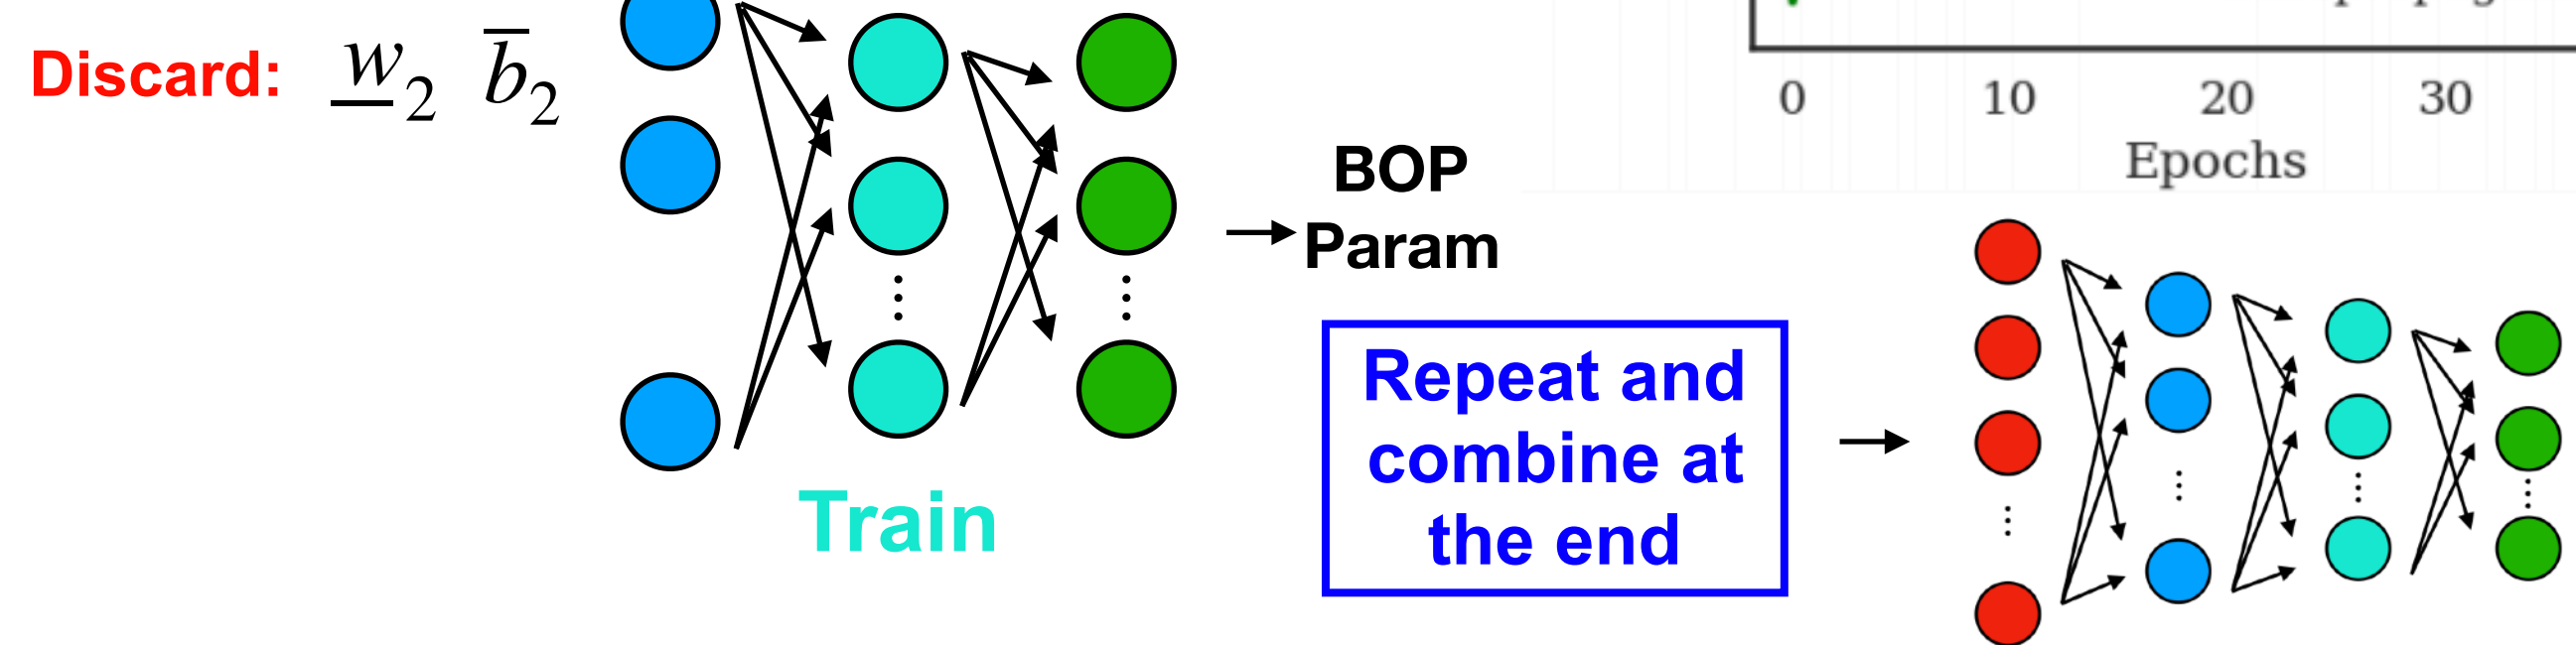 Discard: w₂ b̅₂
0 10 20 30
Epochs
BOP
Param
Repeat and
combine at
the end
Train